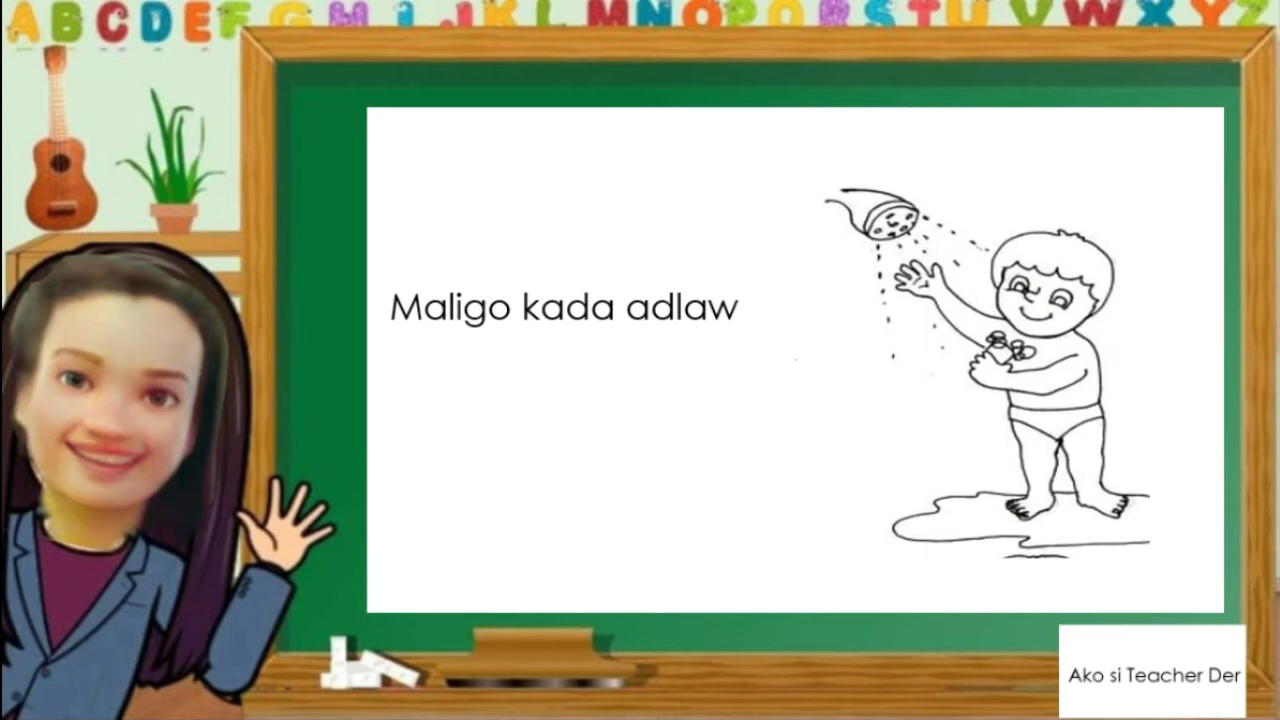 ABCDEFGHIJKLMNOPQRSTUVWXYZ
Maligo kada adlaw
Ako si Teacher Der